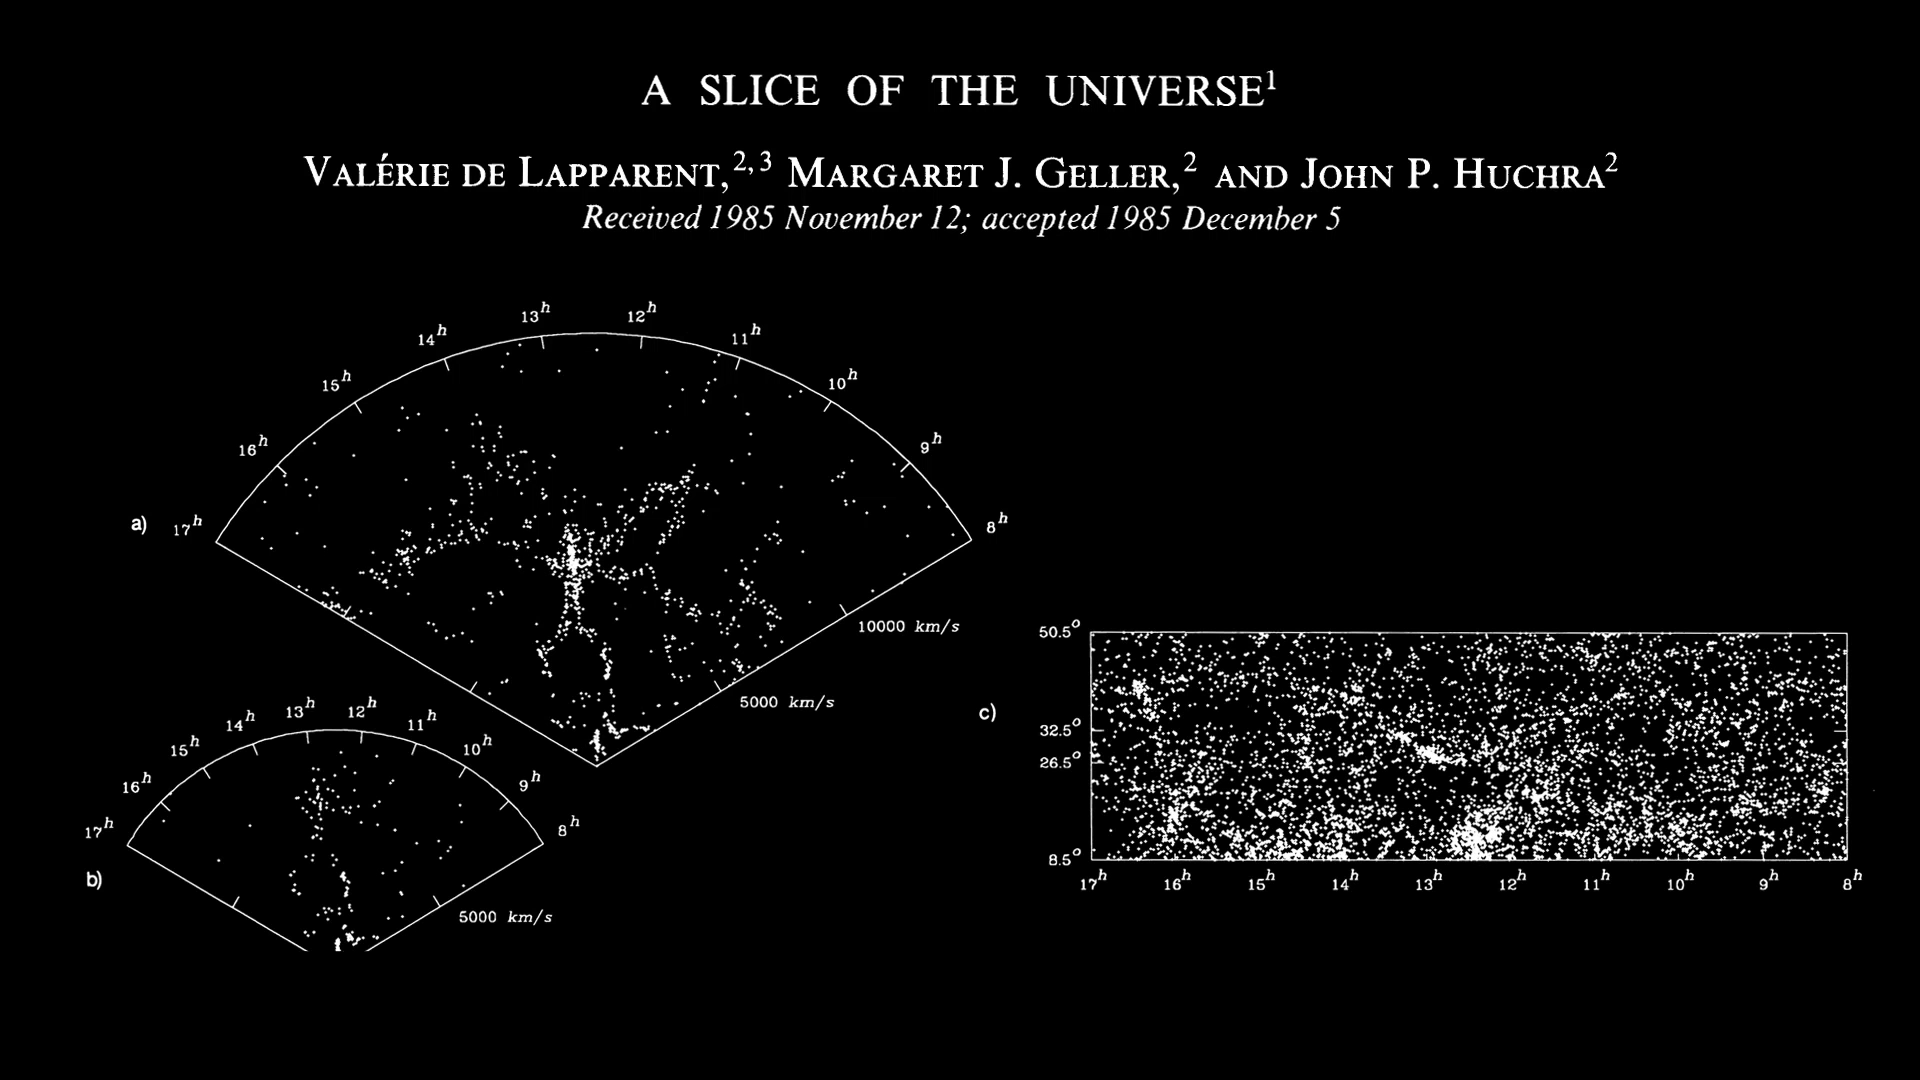 A SLICE OF THE UNIVERSE¹
VALÉRIE DE LAPPARENT,²,³ MARGARET J. GELLER,² AND JOHN P. HUCHRA²
Received 1985 November 12; accepted 1985 December 5
a)
17ʰ
16ʰ
15ʰ
14ʰ
13ʰ
12ʰ
11ʰ
10ʰ
9ʰ
8ʰ
10000 km/s
5000 km/s
b)
17ʰ
16ʰ
15ʰ
14ʰ
13ʰ
12ʰ
11ʰ
10ʰ
9ʰ
8ʰ
5000 km/s
c)
50.5°
32.5°
26.5°
8.5°
17ʰ 16ʰ 15ʰ 14ʰ 13ʰ 12ʰ 11ʰ 10ʰ 9ʰ 8ʰ